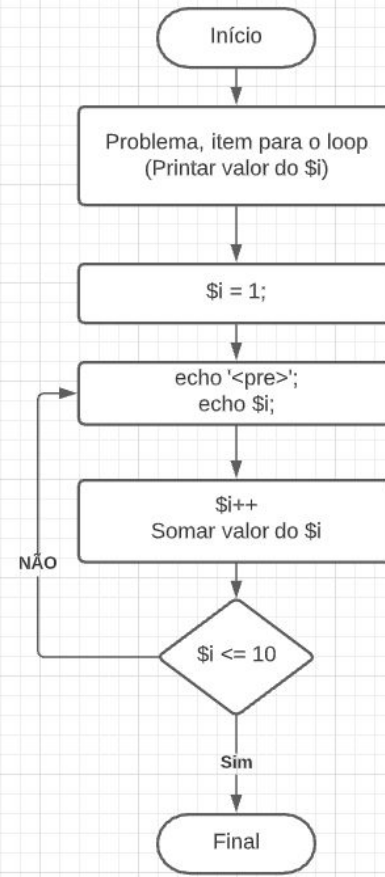 Início
Problema, item para o loop
(Printar valor do $i)
$i = 1;
echo '<pre>';
echo $i;
$i++
Somar valor do $i
NÃO
$i <= 10
Sim
Final